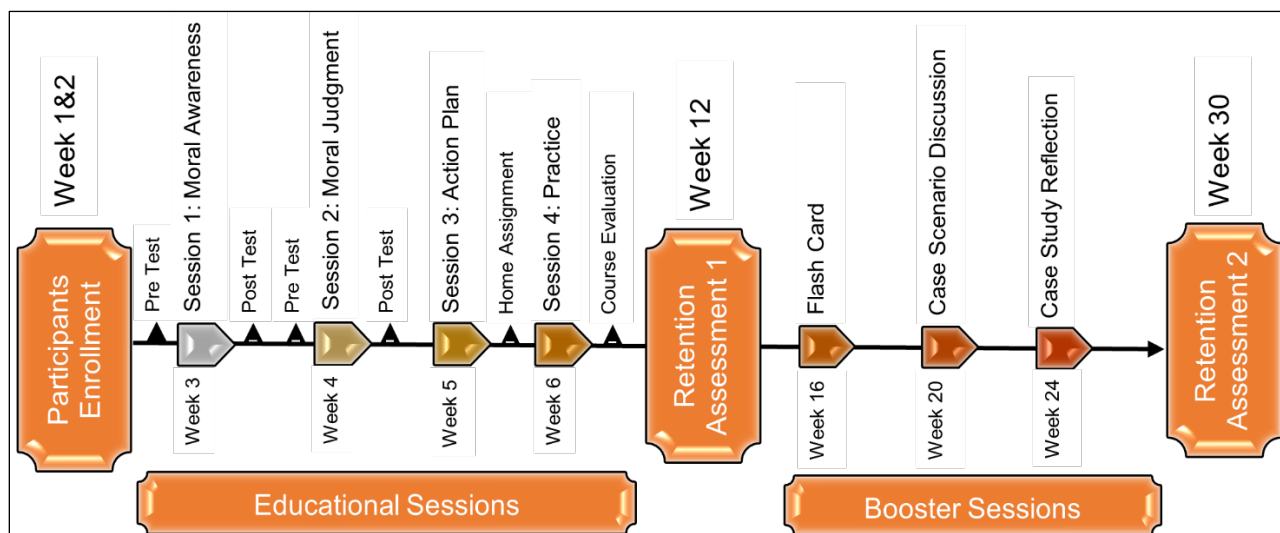 Week 1&2
Participants
Enrollment
Pre Test
Session 1: Moral Awareness
Week 3
Post Test
Pre Test
Session 2: Moral Judgment
Week 4
Post Test
Session 3: Action Plan
Week 5
Home Assignment
Session 4: Practice
Week 6
Course Evaluation
Educational Sessions
Week 12
Retention
Assessment 1
Flash Card
Week 16
Case Scenario Discussion
Week 20
Case Study Reflection
Week 24
Booster Sessions
Week 30
Retention
Assessment 2